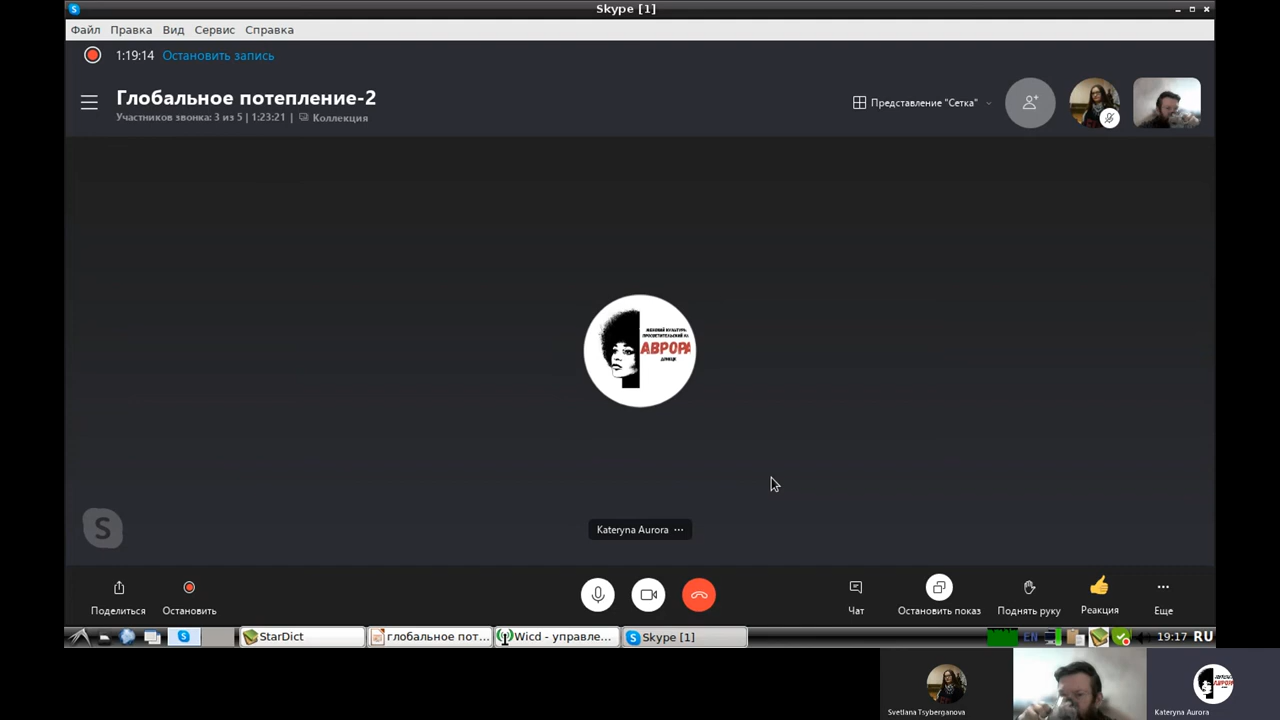 Skype [1]
Файл Правка Вид Сервис Справка
1:19:14 Остановить запись
Глобальное потепление-2
Участников звонка: 3 из 5 | 1:23:21 | Коллекция
Представление "Сетка"
АВРОРА
ДОНЕЦК
Kateryna Aurora ···
S
Поделиться
Остановить
Чат
Остановить показ
Поднять руку
Реакция
Еще
StarDict
глобальное пот...
Wicd - управле...
Skype [1]
EN
19:17 RU
Svetlana Tsyberganova
Kateryna Aurora